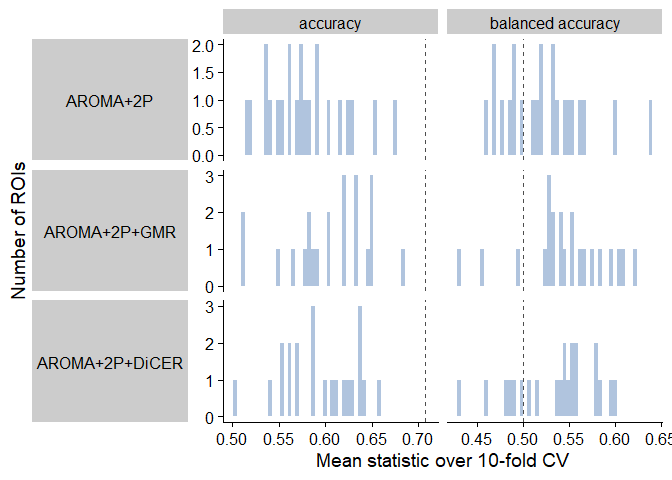 accuracy
balanced accuracy
Number of ROIs
AROMA+2P
2.0
1.5
1.0
0.5
0.0
AROMA+2P+GMR
3
2
1
0
AROMA+2P+DiCER
3
2
1
0
0.50 0.55 0.60 0.65 0.70
0.45 0.50 0.55 0.60 0.65
Mean statistic over 10-fold CV